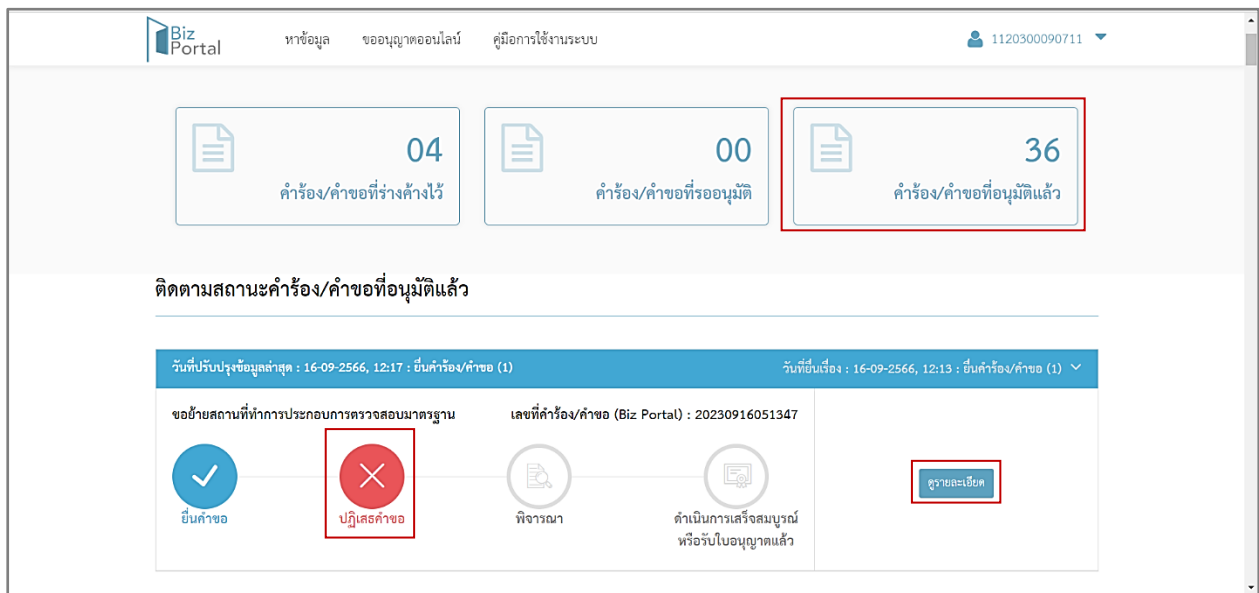 Biz
Portal
หาข้อมูล ขออนุญาตออนไลน์ คู่มือการใช้งานระบบ 1120300090711
04
คำร้อง/คำขอที่ร่างค้างไว้
00
คำร้อง/คำขอที่รออนุมัติ
36
คำร้อง/คำขอที่อนุมัติแล้ว
ติดตามสถานะคำร้อง/คำขอที่อนุมัติแล้ว
วันที่ปรับปรุงข้อมูลล่าสุด : 16-09-2566, 12:17 : ยื่นคำร้อง/คำขอ (1) วันที่ยื่นเรื่อง : 16-09-2566, 12:13 : ยื่นคำร้อง/คำขอ (1)
ขอย้ายสถานที่ทำการประกอบการตรวจสอบมาตรฐาน เลขที่คำร้อง/คำขอ (Biz Portal) : 20230916051347
ยื่นคำขอ
ปฏิเสธคำขอ
พิจารณา
ดำเนินการเสร็จสมบูรณ์
หรือรับใบอนุญาตแล้ว
ดูรายละเอียด